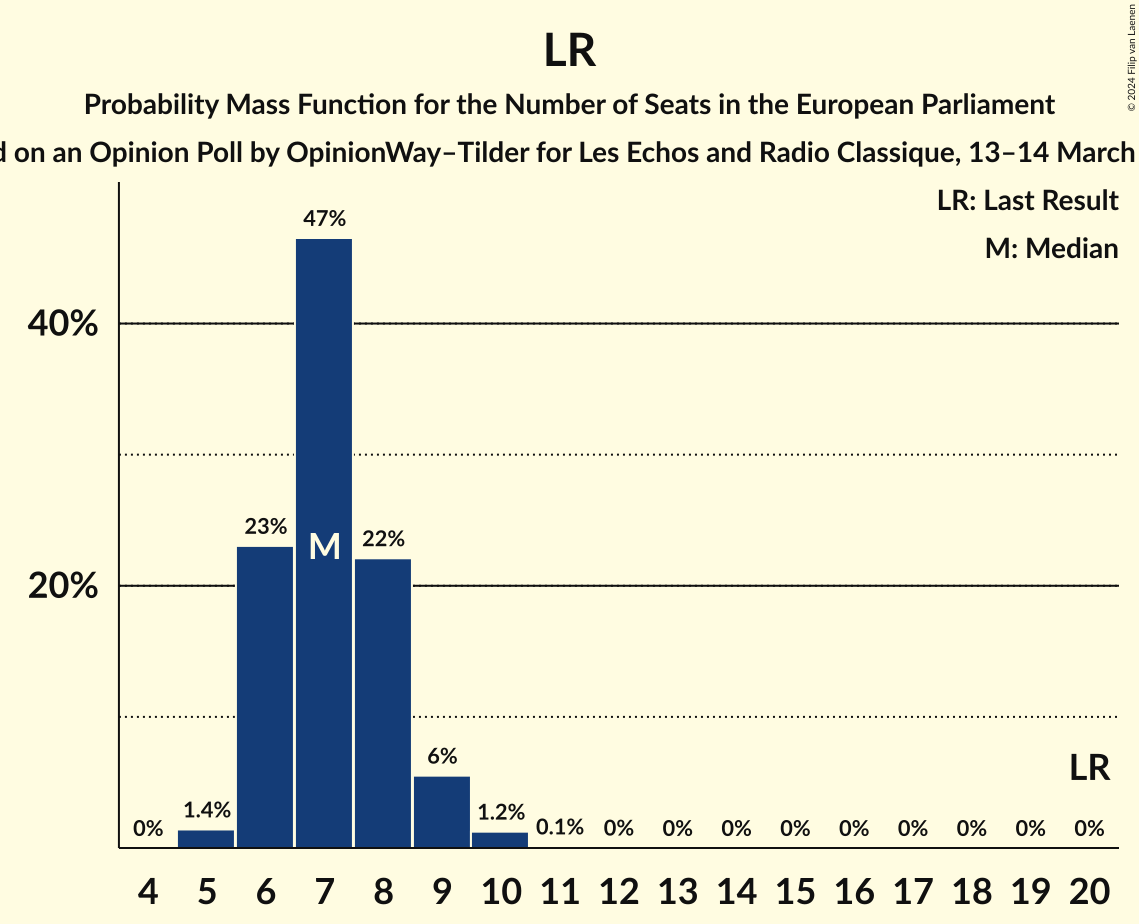 © 2024 Filip van Laenen
LR
Probability Mass Function for the Number of Seats in the European Parliament
on an Opinion Poll by OpinionWay–Tilder for Les Echos and Radio Classique, 13–14 March
LR: Last Result
M: Median
47%
40%
23%
M
22%
20%
6%
LR
0%
1.4%
1.2%
0.1%
0%
0%
0%
0%
0%
0%
0%
0%
0%
4 5 6 7 8 9 10 11 12 13 14 15 16 17 18 19 20